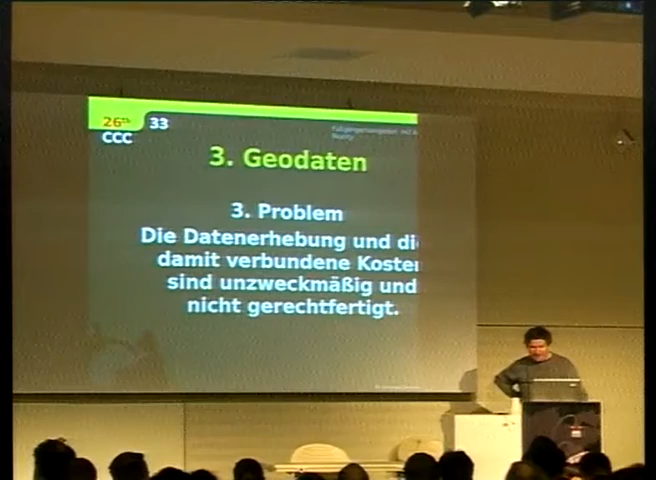 26th
CCC
33
3. Geodaten
3. Problem
Die Datenerhebung und die
damit verbundene Kosten
sind unzweckmäßig und
nicht gerechtfertigt.